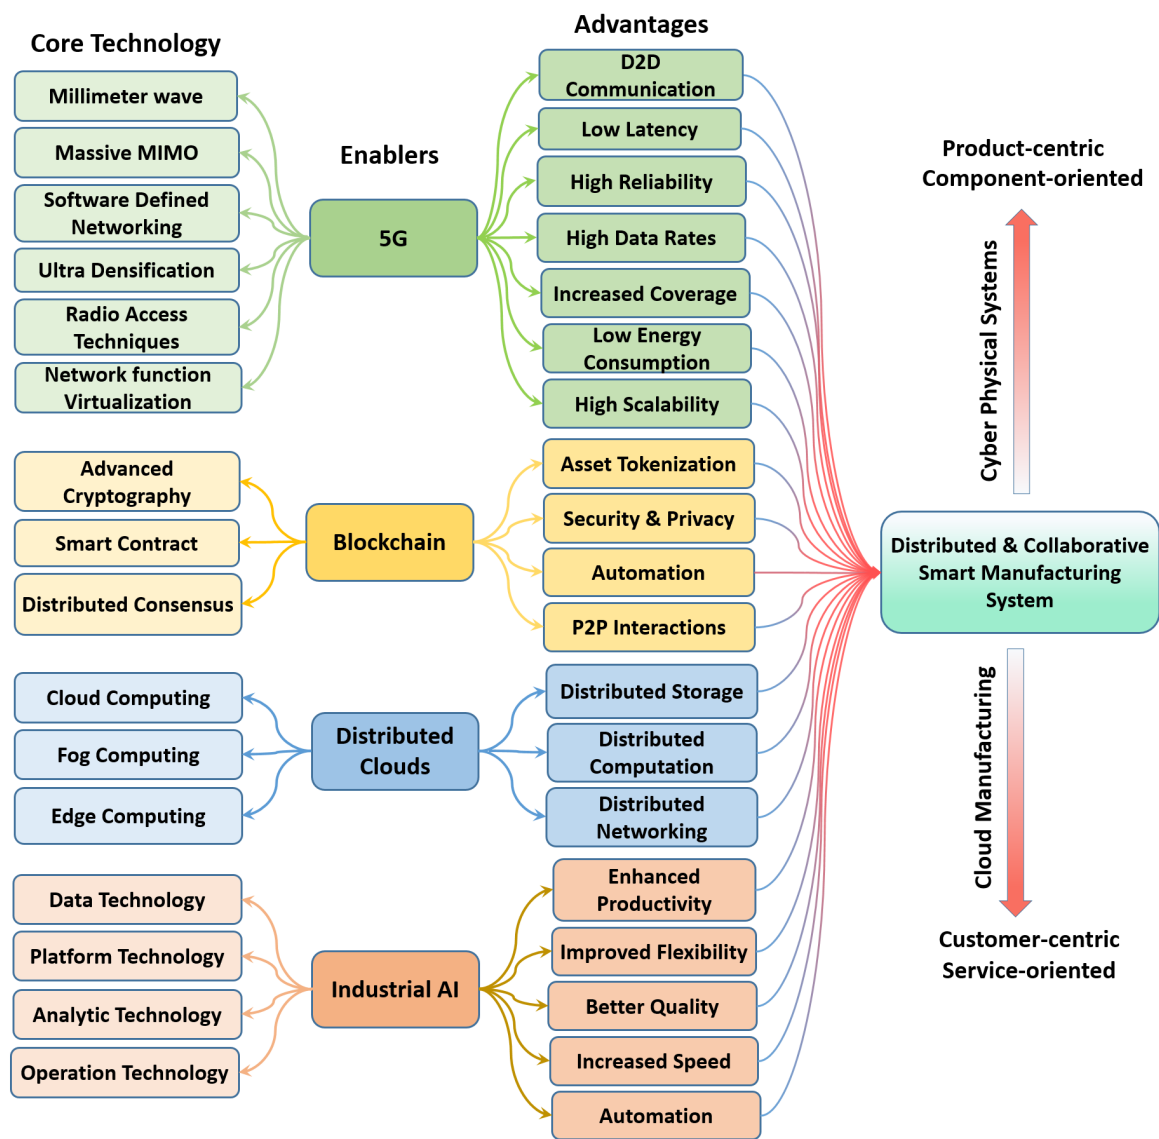 Core Technology
Millimeter wave
Massive MIMO
Software Defined
Networking
Ultra Densification
Radio Access
Techniques
Network function
Virtualization
Advanced
Cryptography
Smart Contract
Distributed Consensus
Cloud Computing
Fog Computing
Edge Computing
Data Technology
Platform Technology
Analytic Technology
Operation Technology
Enablers
5G
Blockchain
Distributed
Clouds
Industrial AI
Advantages
D2D
Communication
Low Latency
High Reliability
High Data Rates
Increased Coverage
Low Energy
Consumption
High Scalability
Asset Tokenization
Security & Privacy
Automation
P2P Interactions
Distributed Storage
Distributed
Computation
Distributed
Networking
Enhanced
Productivity
Improved Flexibility
Better Quality
Increased Speed
Automation
Product-centric
Component-oriented
Cyber Physical Systems
Distributed & Collaborative
Smart Manufacturing
System
Cloud Manufacturing
Customer-centric
Service-oriented